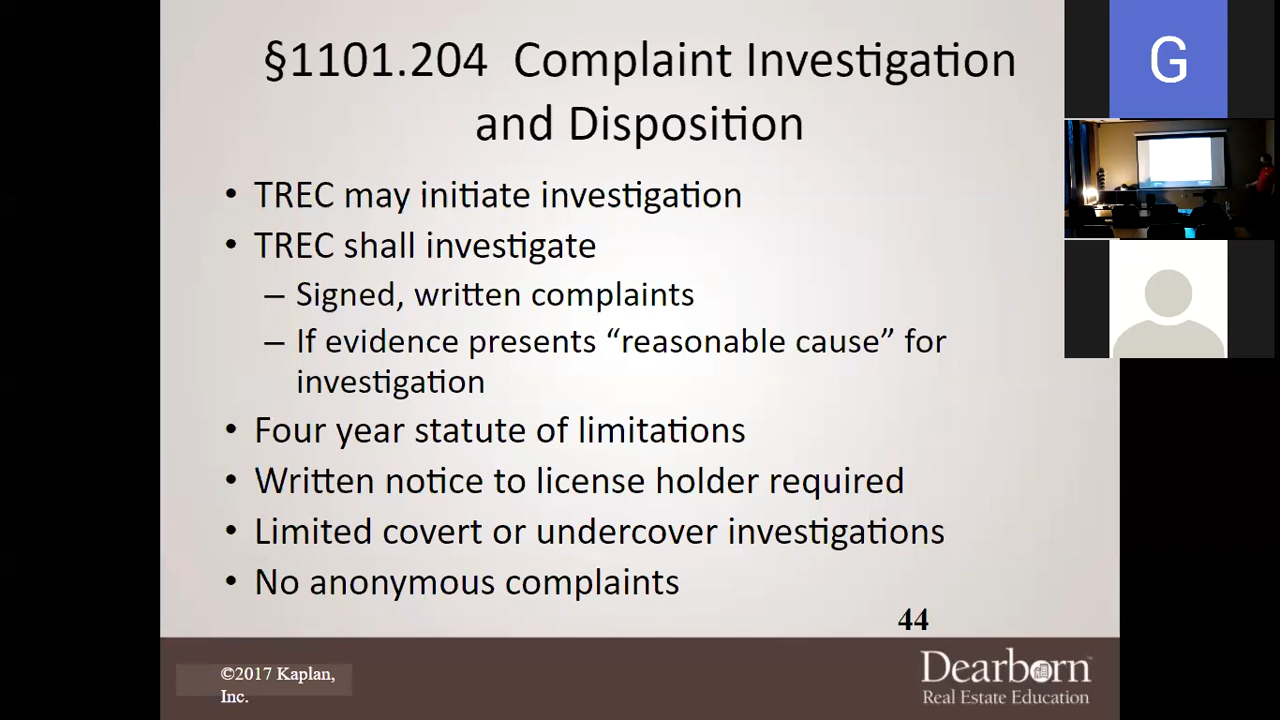 §1101.204 Complaint Investigation
and Disposition
• TREC may initiate investigation
• TREC shall investigate
– Signed, written complaints
– If evidence presents “reasonable cause” for
investigation
• Four year statute of limitations
• Written notice to license holder required
• Limited covert or undercover investigations
• No anonymous complaints
44
©2017 Kaplan,
Inc.
Dearborn
Real Estate Education
G